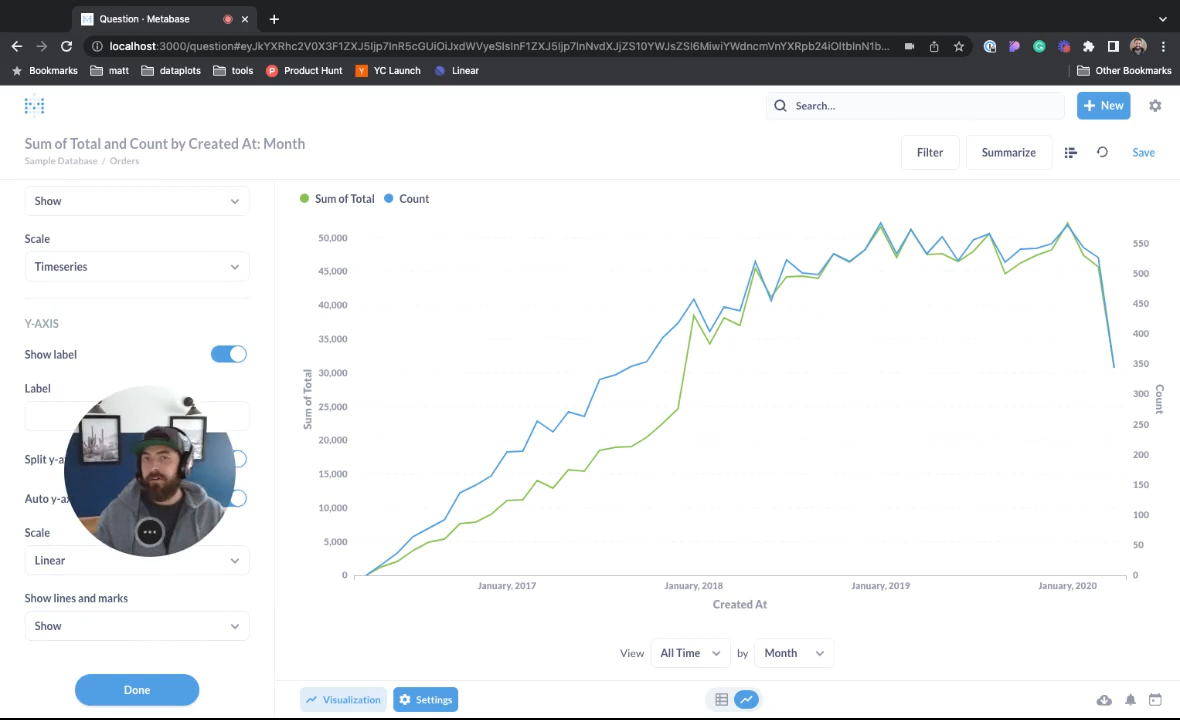 Question - Metabase
localhost:3000/question#eyJkYXRhc2V0X3F1ZXJ5Ijp7InR5cGUiOiJxdWVyeSIsInF1ZXJ5Ijp7InNvdXJjZS10YWJsZSI6MiwiYWdncmVnYXRpb24iOltbInN1b...
Bookmarks matt dataplots tools Product Hunt YC Launch Linear Other Bookmarks
Search...
New
Sum of Total and Count by Created At: Month
Sample Database / Orders
Filter
Summarize
Save
Show
Scale
Timeseries
Y-AXIS
Show label
Label
Split y-a
Auto y-ax
Scale
Linear
Show lines and marks
Show
Done
Sum of Total Count
50,000
45,000
40,000
35,000
30,000
25,000
20,000
15,000
10,000
5,000
0
Sum of Total
550
500
450
400
350
300
250
200
150
100
50
0
Count
January, 2017 January, 2018 January, 2019 January, 2020
Created At
View All Time by Month
Visualization Settings